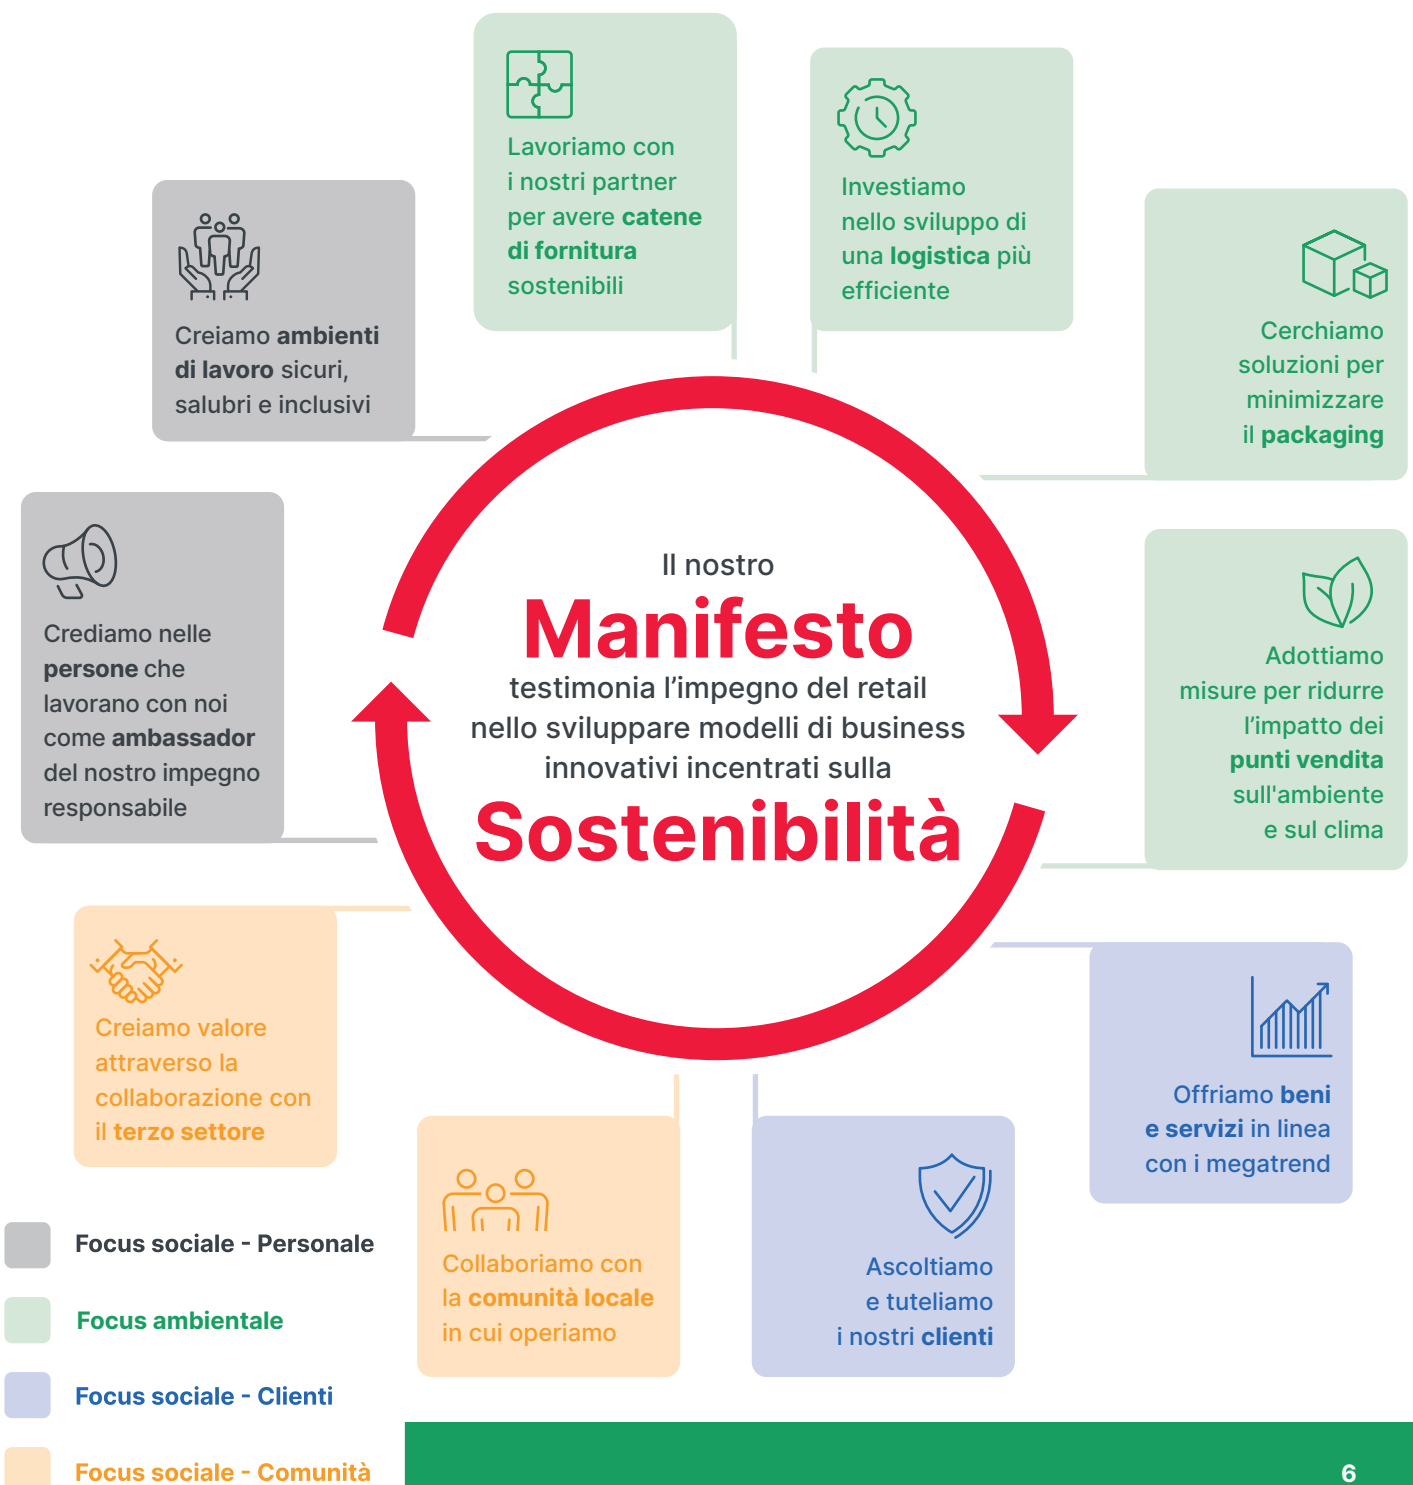 Lavoriamo con
i nostri partner
per avere catene
di fornitura
sostenibili
Investiamo
nello sviluppo di
una logistica più
efficiente
Cerchiamo
soluzioni per
minimizzare
il packaging
Adottiamo
misure per ridurre
l’impatto dei
punti vendita
sull'ambiente
e sul clima
Offriamo beni
e servizi in linea
con i megatrend
Ascoltiamo
e tuteliamo
i nostri clienti
Collaboriamo con
la comunità locale
in cui operiamo
Creiamo valore
attraverso la
collaborazione con
il terzo settore
Crediamo nelle
persone che
lavorano con noi
come ambassador
del nostro impegno
responsabile
Creiamo ambienti
di lavoro sicuri,
salubri e inclusivi
Il nostro
Manifesto
testimonia l’impegno del retail
nello sviluppare modelli di business
innovativi incentrati sulla
Sostenibilità
Focus sociale - Personale
Focus ambientale
Focus sociale - Clienti
Focus sociale - Comunità
6